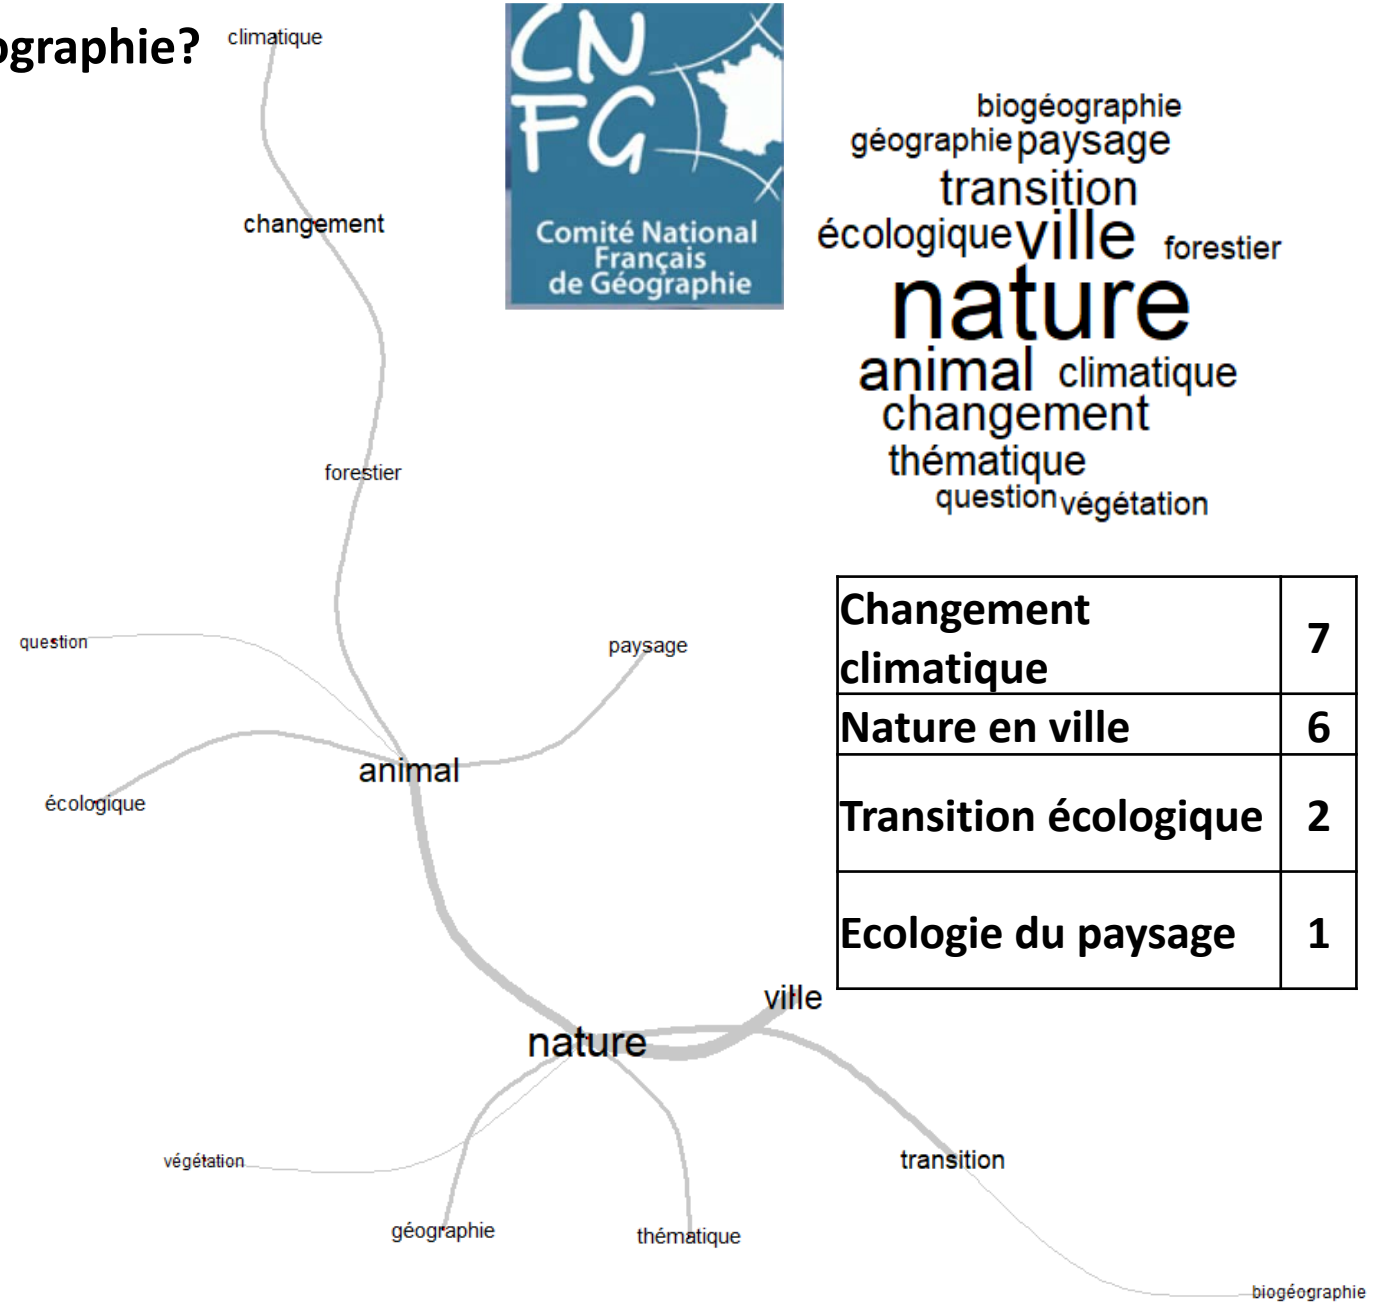 ographie?
climatique
changement
forestier
question
paysage
animal
écologique
ville
nature
végétation
transition
géographie
thématique
biogéographie
CN
FG
Comité National
Français
de Géographie
biogéographie
géographie paysage
transition
écologique ville forestier
nature
animal climatique
changement
thématique
question végétation
Changement
climatique 7
Nature en ville 6
Transition écologique 2
Ecologie du paysage 1